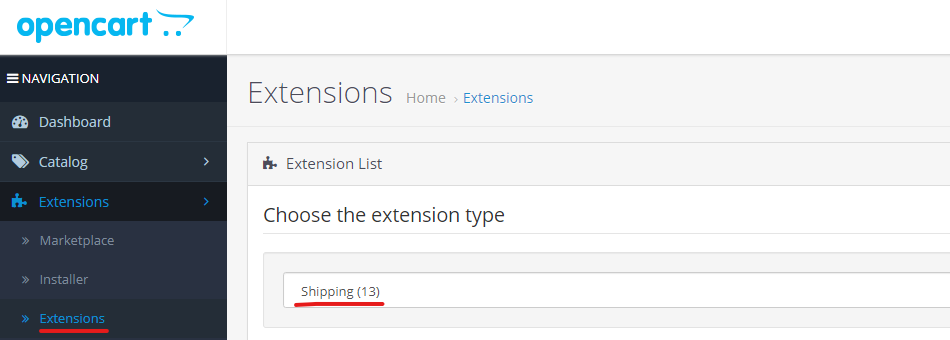 opencart
NAVIGATION
Extensions
Home › Extensions
Dashboard
Catalog
Extension List
Extensions
Choose the extension type
Marketplace
Installer
Shipping (13)
Extensions